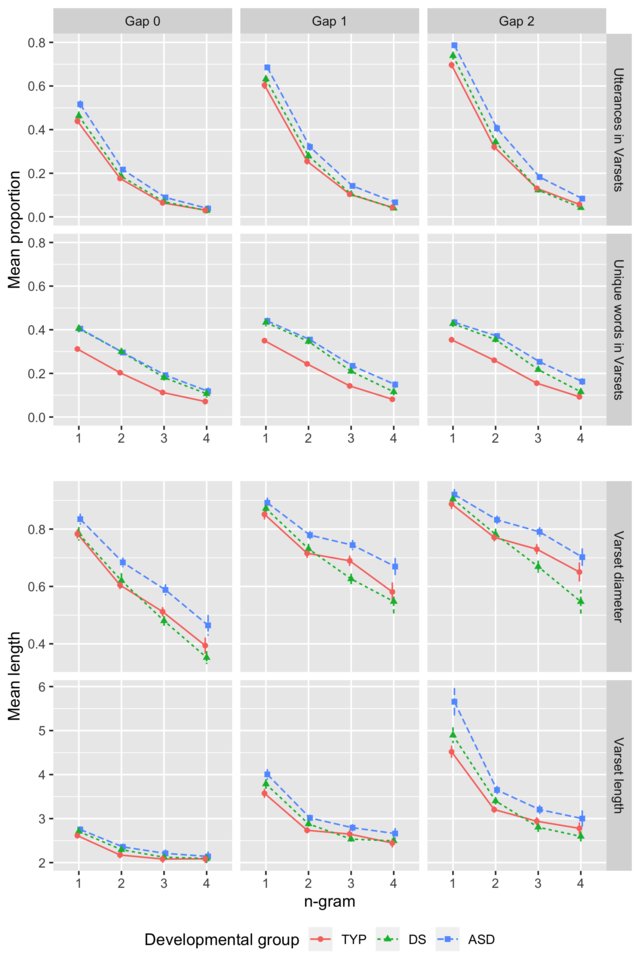 Gap 0 Gap 1 Gap 2
0.8
0.6
0.4
0.2
0.0
Utterances in Varsets
Mean proportion
0.8
0.6
0.4
0.2
0.0
Unique words in Varsets
1 2 3 4 1 2 3 4 1 2 3 4
0.8
0.6
0.4
Varset diameter
Mean length
6
5
4
3
2
Varset length
1 2 3 4 1 2 3 4 1 2 3 4
n-gram
Developmental group TYP DS ASD